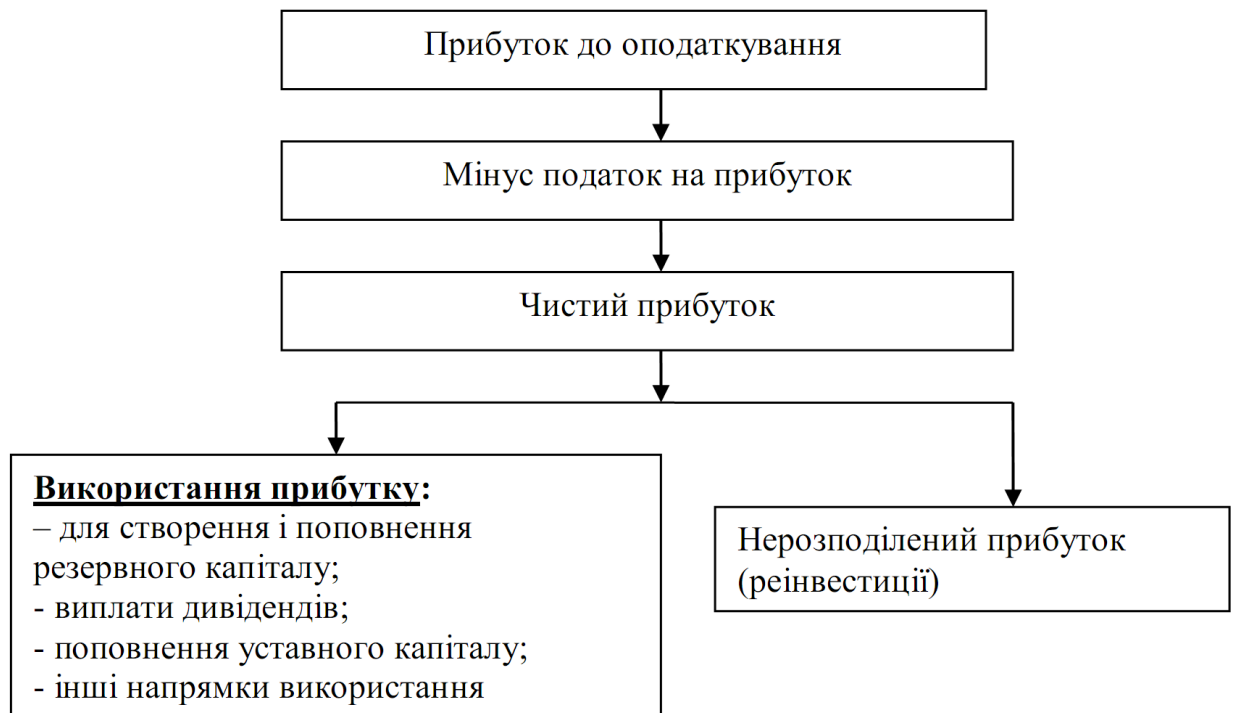 Прибуток до оподаткування
Мінус податок на прибуток
Чистий прибуток
Використання прибутку:
– для створення і поповнення
резервного капіталу;
- виплати дивідендів;
- поповнення уставного капіталу;
- інші напрямки використання
Нерозподілений прибуток
(реінвестиції)